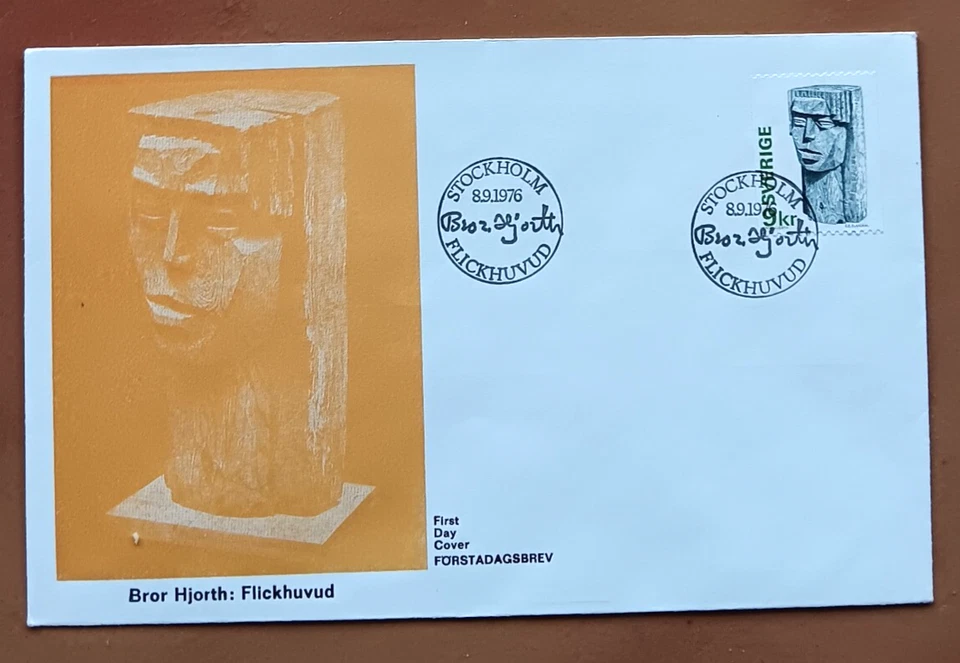 STOCKHOLM
8.9.1976
Bror Hjorth
FLICKHUVUD
SVERIGE
kr
STOCKHOLM
8.9.1976
Bror Hjorth
FLICKHUVUD
First
Day
Cover
FÖRSTADAGSBREV
Bror Hjorth: Flickhuvud